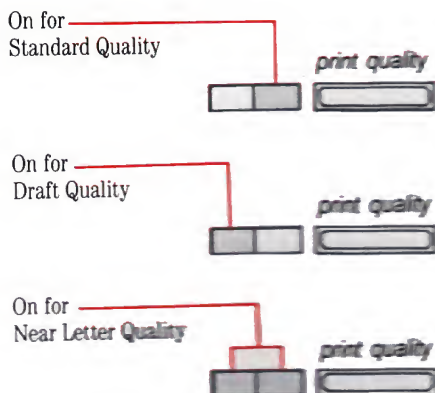 On for
Standard Quality
print quality
On for
Draft Quality
print quality
On for
Near Letter Quality
print quality